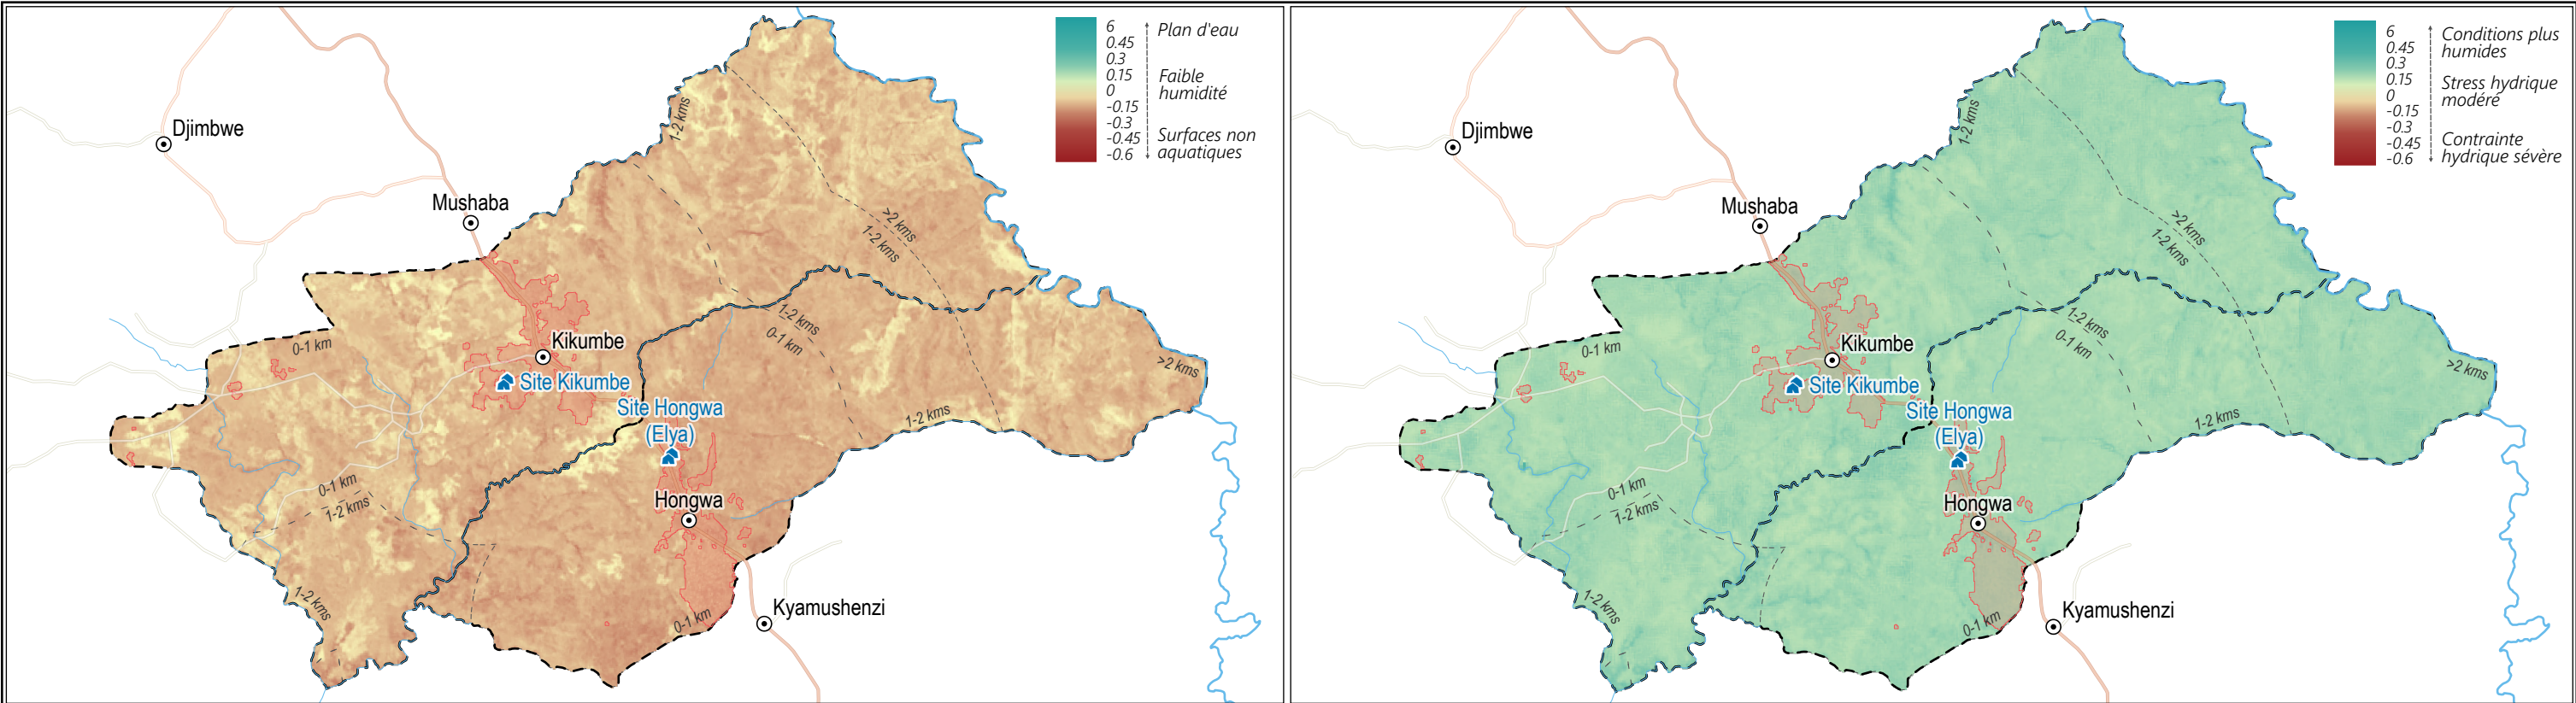 6
0.45
0.3
0.15
0
-0.15
-0.3
-0.45
-0.6
Plan d'eau
Faible
humidité
Surfaces non
aquatiques
Djimbwe
Mushaba
1-2 kms
>2 kms
1-2 kms
1-2 kms
0-1 km
0-1 km
Kikumbe
Site Kikumbe
Site Hongwa
(Elya)
>2 kms
1-2 kms
0-1 km
1-2 kms
Hongwa
1-2 kms
0-1 km
Kyamushenzi
6
0.45
0.3
0.15
0
-0.15
-0.3
-0.45
-0.6
Conditions plus
humides
Stress hydrique
modéré
Contrainte
hydrique sévère
Djimbwe
Mushaba
1-2 kms
>2 kms
1-2 kms
1-2 kms
0-1 km
0-1 km
Kikumbe
Site Kikumbe
Site Hongwa
(Elya)
>2 kms
1-2 kms
0-1 km
1-2 kms
Hongwa
1-2 kms
0-1 km
Kyamushenzi